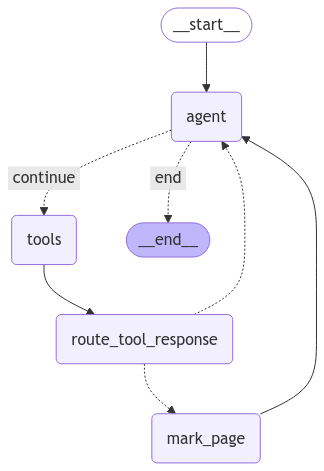 __start__
agent
continue
end
tools
__end__
route_tool_response
mark_page